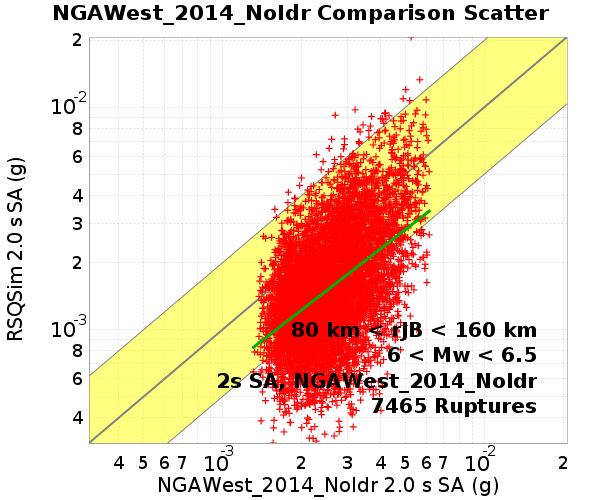 NGAWest_2014_NoIdr Comparison Scatter
2
10-2
8
6
4
3
2
10-3
8
6
4
RSQSim 2.0 s SA (g)
80 km < rJB < 160 km
6 < Mw < 6.5
2s SA, NGAWest_2014_NoIdr
7465 Ruptures
4 5 6 7 10-3 2 3 4 5 6 7 10-2 2
NGAWest_2014_NoIdr 2.0 s SA (g)